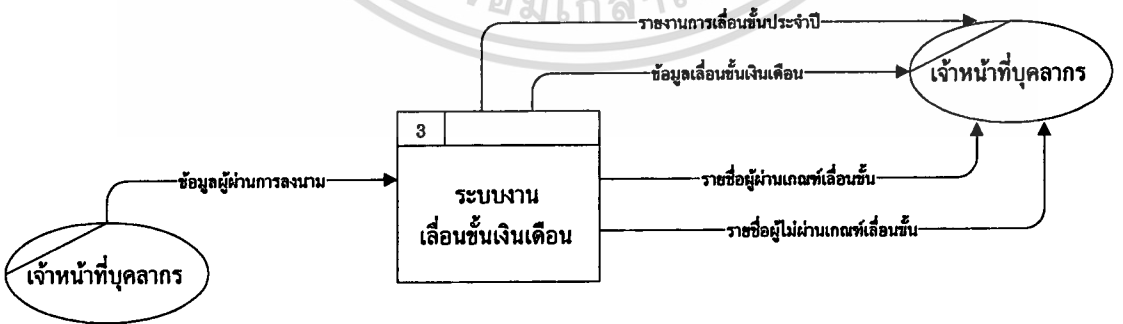 รายงานการเลื่อนขั้นประจำปี
ข้อมูลเลื่อนขั้นเงินเดือน
เจ้าหน้าที่บุคลากร
3
ข้อมูลผู้ผ่านการลงนาม
ระบบงาน
เลื่อนขั้นเงินเดือน
รายชื่อผู้ผ่านเกณฑ์เลื่อนขั้น
รายชื่อผู้ไม่ผ่านเกณฑ์เลื่อนขั้น
เจ้าหน้าที่บุคลากร